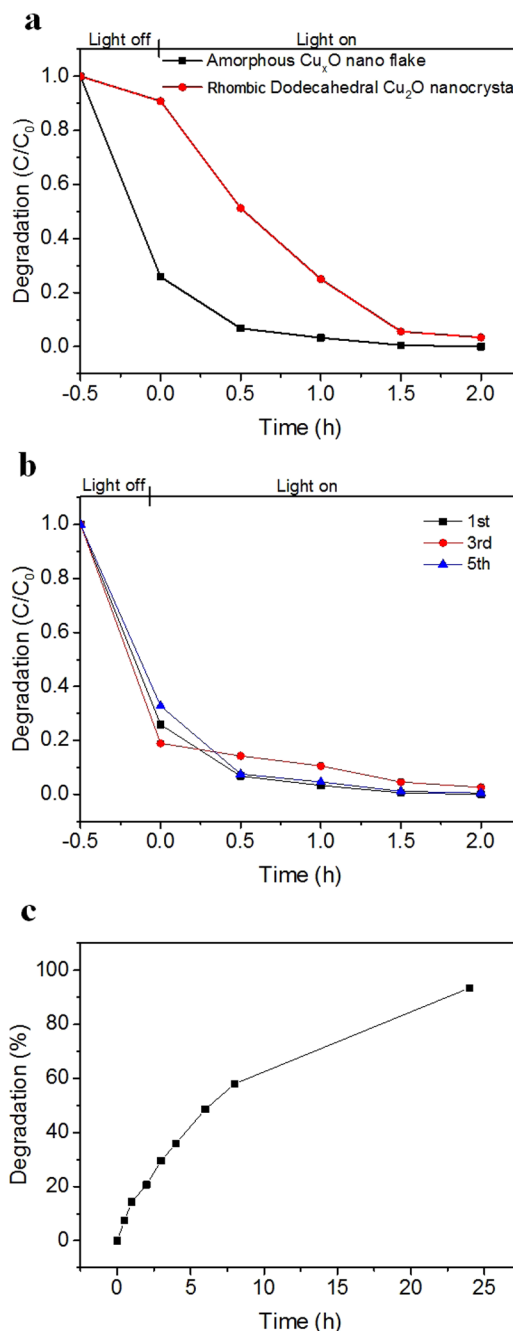 a
Light off
Light on
Amorphous CuₓO nano flake
Rhombic Dodecahedral Cu₂O nanocrysta
Degradation (C/C₀)
1.0
0.8
0.6
0.4
0.2
0.0
-0.5 0.0 0.5 1.0 1.5 2.0
Time (h)
b
Light off
Light on
1st
3rd
5th
Degradation (C/C₀)
1.0
0.8
0.6
0.4
0.2
0.0
-0.5 0.0 0.5 1.0 1.5 2.0
Time (h)
c
Degradation (%)
100
80
60
40
20
0
0 5 10 15 20 25
Time (h)